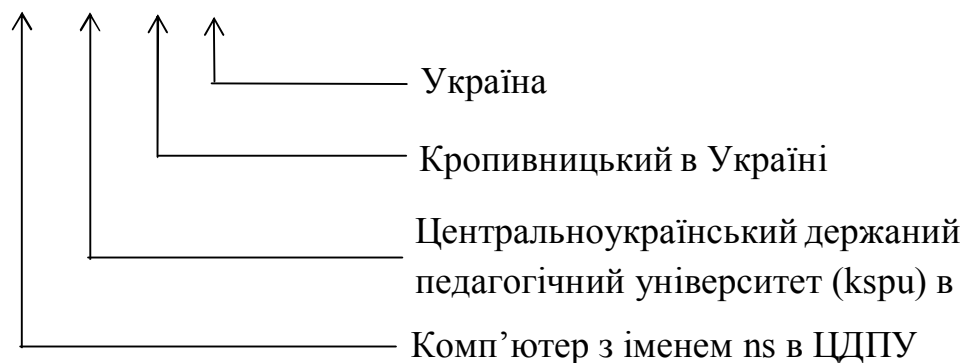 Україна
Кропивницький в Україні
Центральноукраїнський держаний
педагогічний університет (kspu) в
Комп’ютер з іменем ns в ЦДПУ